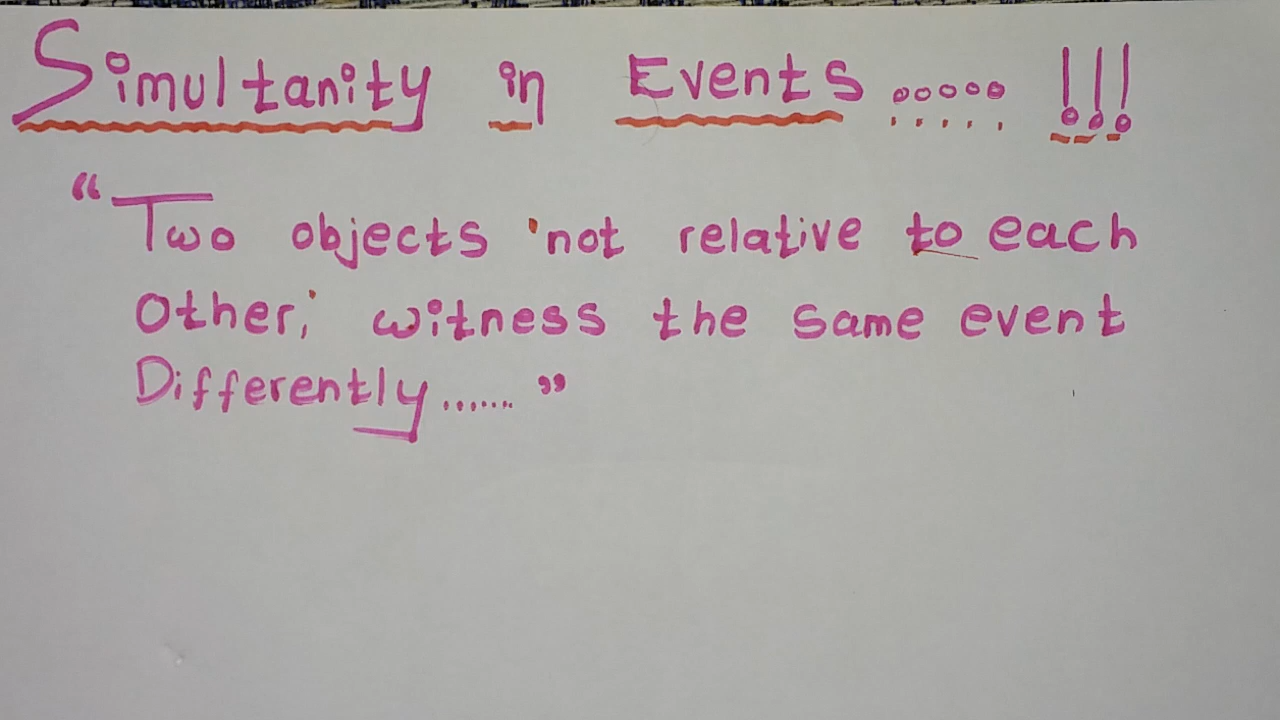 Simultanity in Events ..... !!!
“Two objects not relative to each
Other; witness the same event
Differently......”